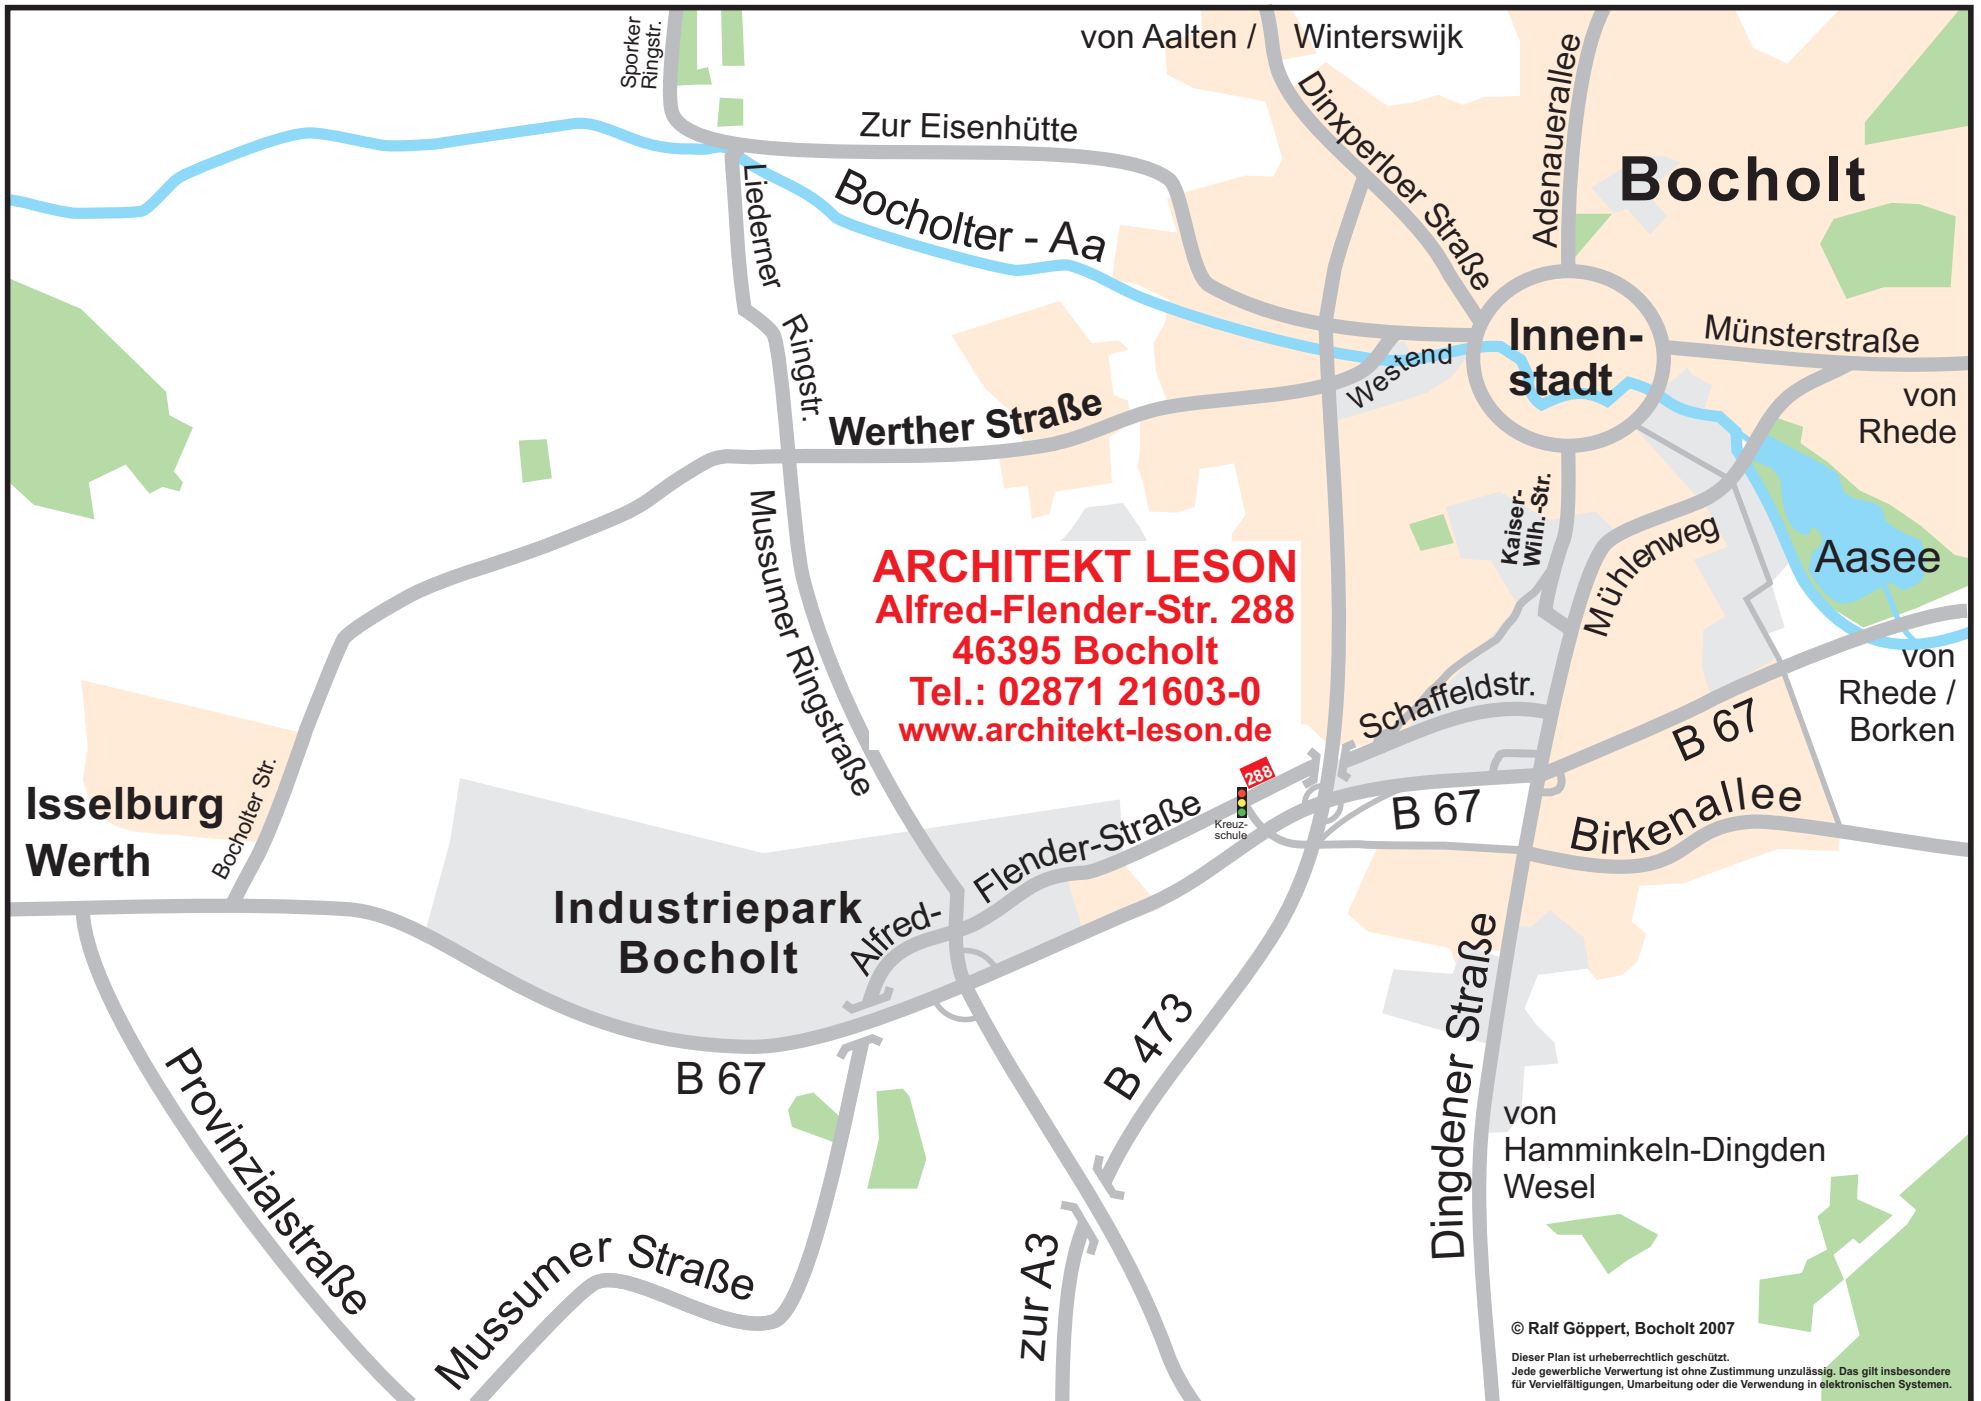 Sporker
Ringstr.
von Aalten / Winterswijk
Zur Eisenhütte
Dinxperloer Straße
Adenauerallee
Bocholt
Liederner
Ringstr.
Bocholter - Aa
Innen-
stadt
Münsterstraße
Westend
von
Rhede
Werther Straße
Kaiser-
Wilh.-Str.
Mühlenweg
Aasee
Mussumer Ringstraße
ARCHITEKT LESON
Alfred-Flender-Str. 288
46395 Bocholt
Tel.: 02871 21603-0
www.architekt-leson.de
Schaffeldstr.
von
Rhede /
Borken
B 67
288
Kreuz-
schule
B 67
Birkenallee
Isselburg
Werth
Bocholter Str.
Alfred-
Flender-Straße
Industriepark
Bocholt
B 67
B 473
Dingdener Straße
von
Hamminkeln-Dingden
Wesel
Provinzialstraße
Mussumer Straße
zur A3
© Ralf Göppert, Bocholt 2007
Dieser Plan ist urheberrechtlich geschützt.
Jede gewerbliche Verwertung ist ohne Zustimmung unzulässig. Das gilt insbesondere
für Vervielfältigungen, Umarbeitung oder die Verwendung in elektronischen Systemen.